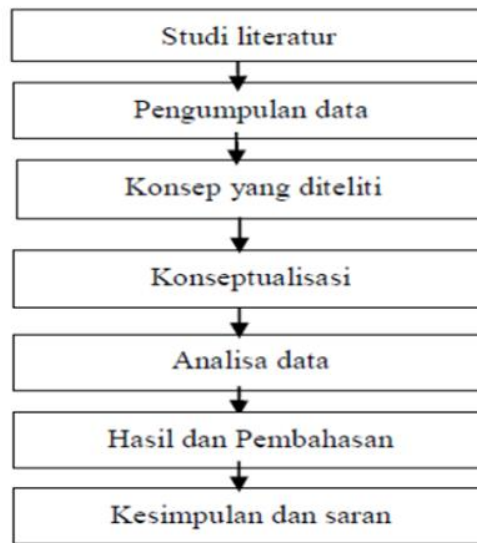 Studi literatur
Pengumpulan data
Konsep yang diteliti
Konseptualisasi
Analisa data
Hasil dan Pembahasan
Kesimpulan dan saran